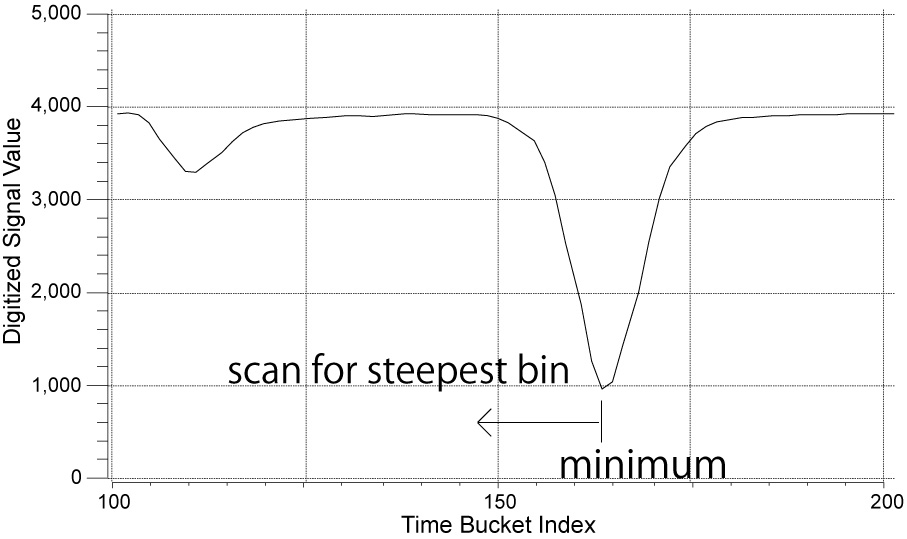 5,000
4,000
3,000
2,000
1,000
0
Digitized Signal Value
scan for steepest bin
minimum
100
150
200
Time Bucket Index